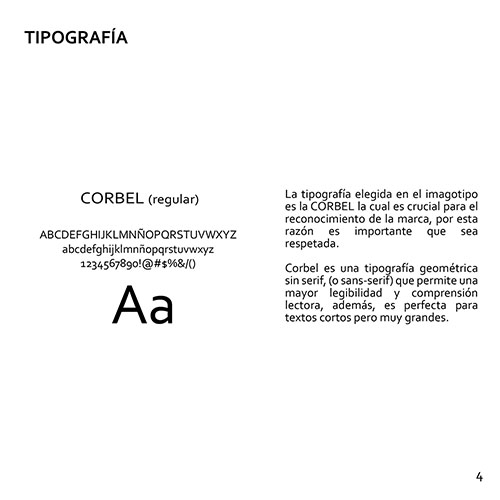 TIPOGRAFÍA
CORBEL (regular)
ABCDEFGHIJKLMNÑOPQRSTUVWXYZ
abcdefghijklmnñopqrstuvwxyz
1234567890!@#$%&/()
Aa
La tipografía elegida en el imagotipo
es la CORBEL la cual es crucial para el
reconocimiento de la marca, por esta
razón es importante que sea
respetada.
Corbel es una tipografía geométrica
sin serif, (o sans-serif) que permite una
mayor legibilidad y comprensión
lectora, además, es perfecta para
textos cortos pero muy grandes.
4